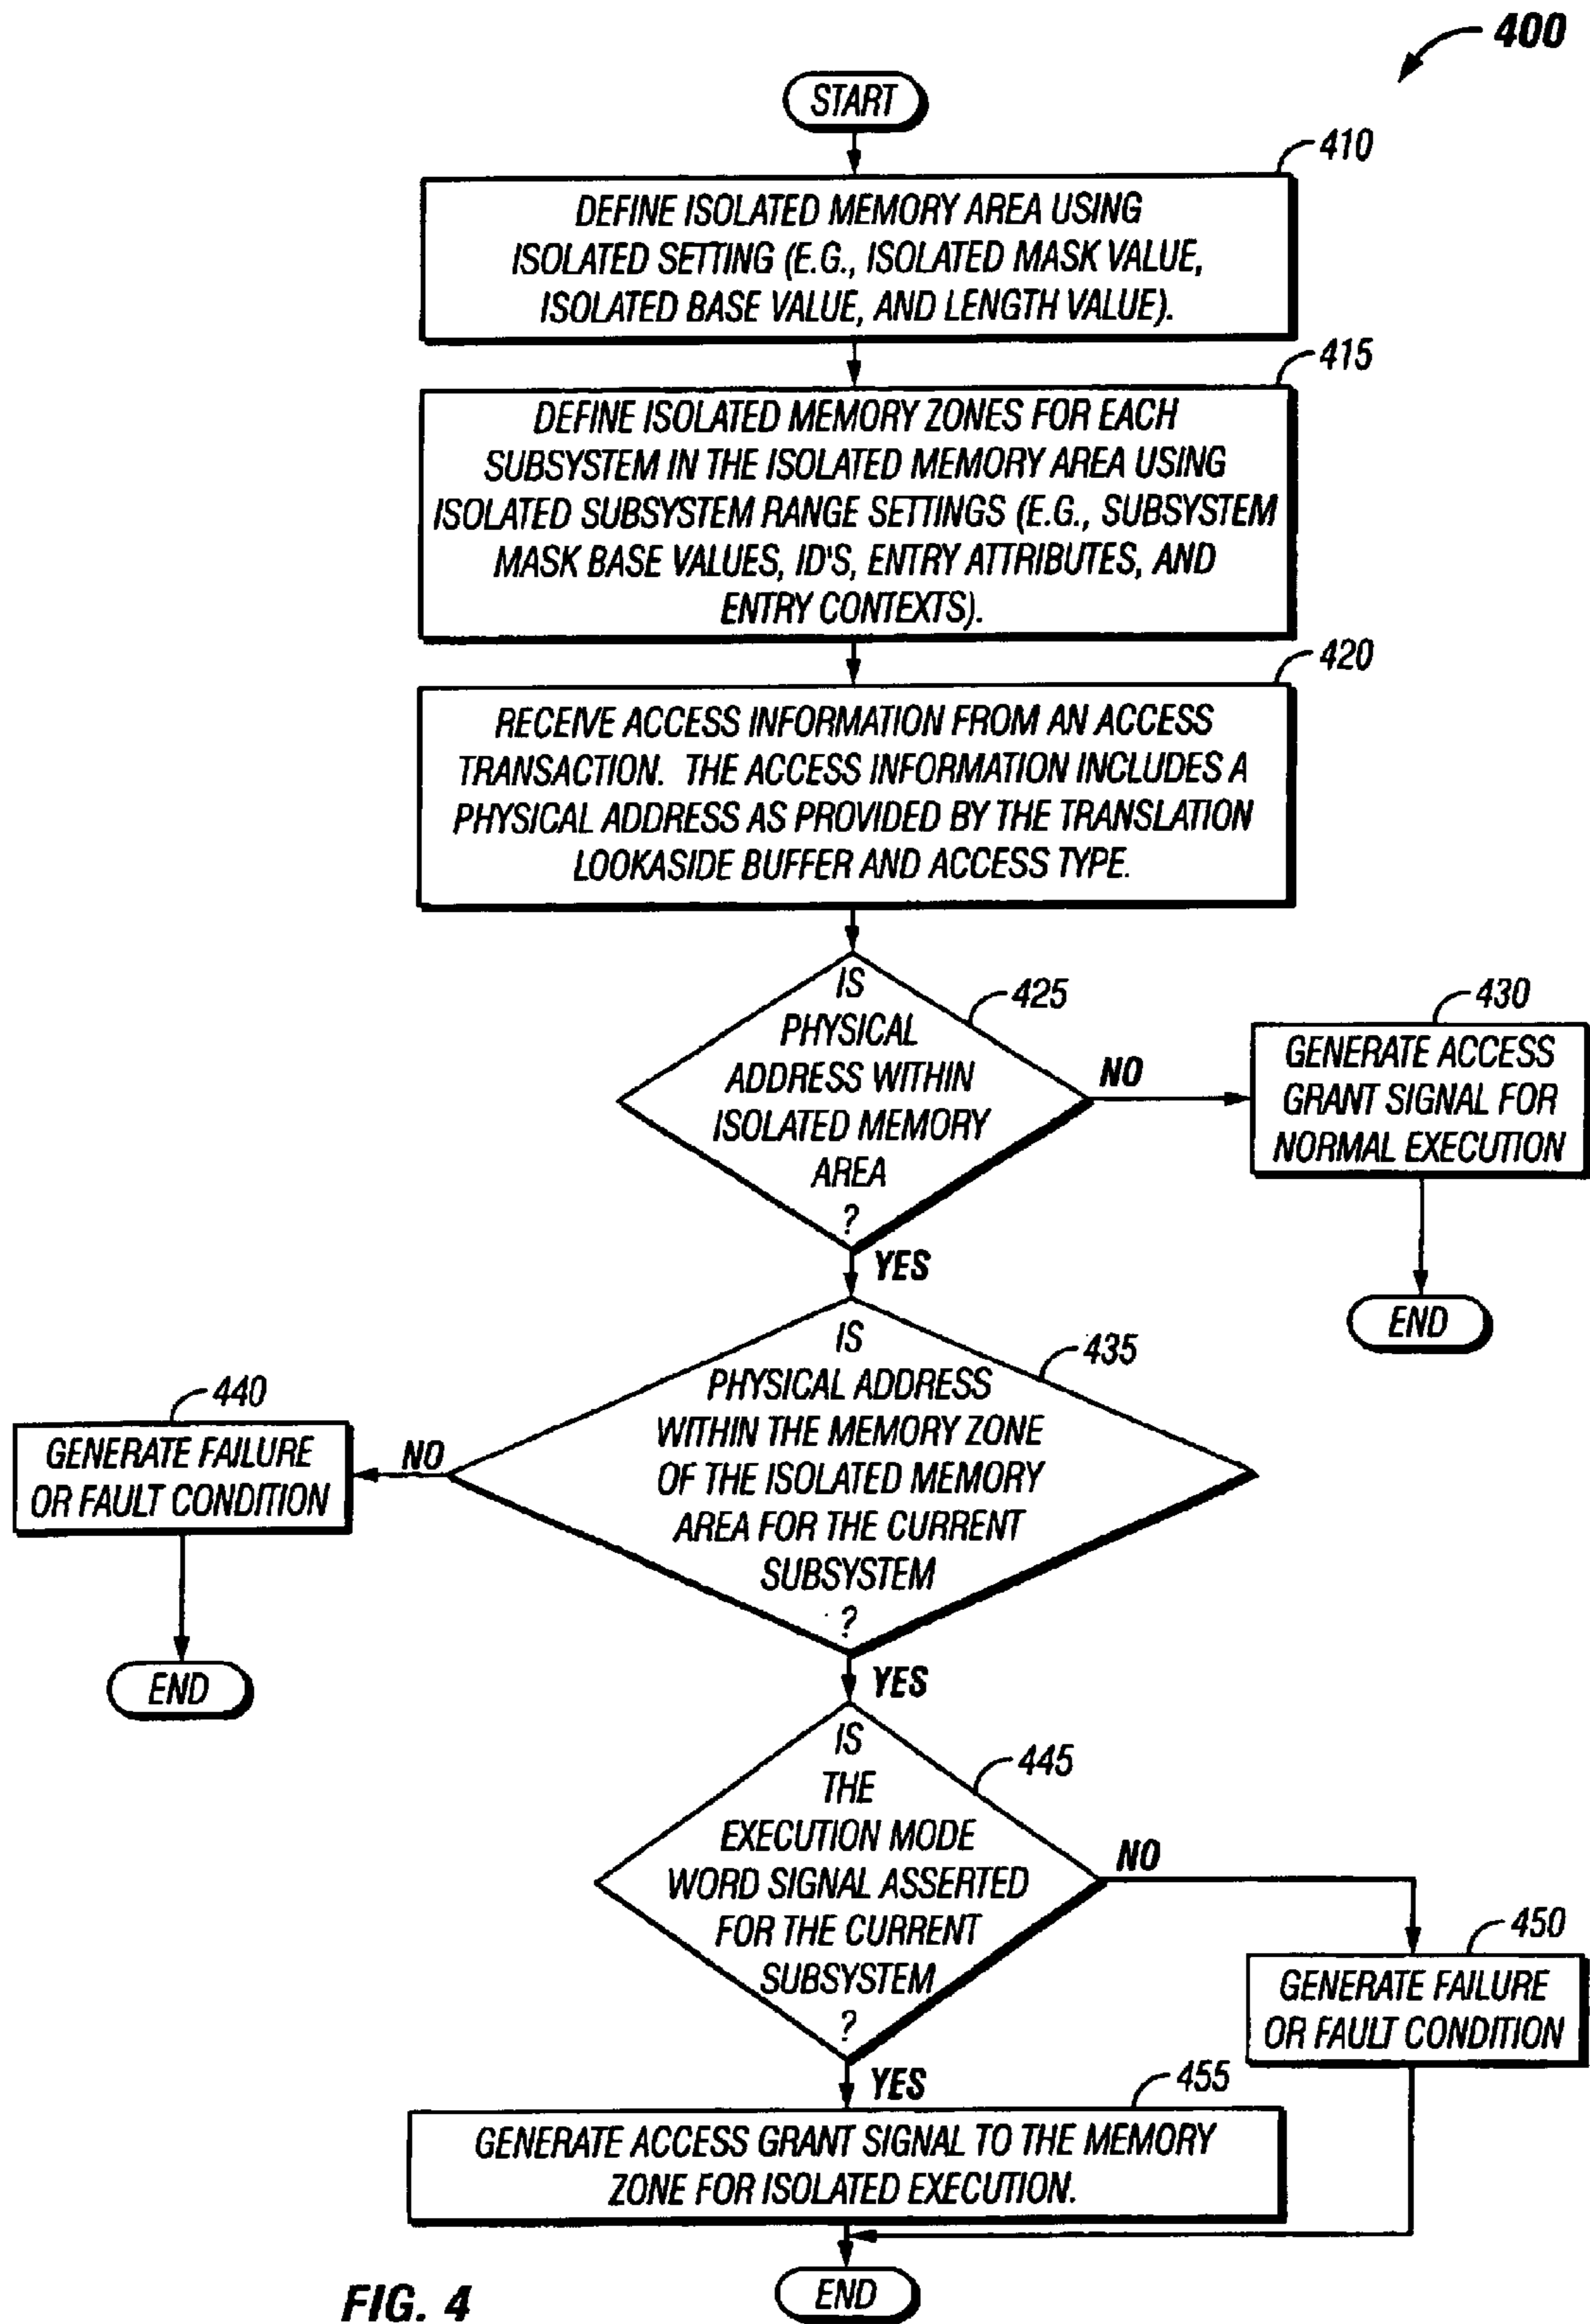 400
START
410
DEFINE ISOLATED MEMORY AREA USING
ISOLATED SETTING (E.G., ISOLATED MASK VALUE,
ISOLATED BASE VALUE, AND LENGTH VALUE).
415
DEFINE ISOLATED MEMORY ZONES FOR EACH
SUBSYSTEM IN THE ISOLATED MEMORY AREA USING
ISOLATED SUBSYSTEM RANGE SETTINGS (E.G., SUBSYSTEM
MASK BASE VALUES, ID'S, ENTRY ATTRIBUTES, AND
ENTRY CONTEXTS).
420
RECEIVE ACCESS INFORMATION FROM AN ACCESS
TRANSACTION. THE ACCESS INFORMATION INCLUDES A
PHYSICAL ADDRESS AS PROVIDED BY THE TRANSLATION
LOOKASIDE BUFFER AND ACCESS TYPE.
425
IS
PHYSICAL
ADDRESS WITHIN
ISOLATED MEMORY
AREA
?
NO
430
GENERATE ACCESS
GRANT SIGNAL FOR
NORMAL EXECUTION
END
YES
435
IS
PHYSICAL ADDRESS
WITHIN THE MEMORY ZONE
OF THE ISOLATED MEMORY
AREA FOR THE CURRENT
SUBSYSTEM
?
NO
440
GENERATE FAILURE
OR FAULT CONDITION
END
YES
445
IS
THE
EXECUTION MODE
WORD SIGNAL ASSERTED
FOR THE CURRENT
SUBSYSTEM
?
NO
450
GENERATE FAILURE
OR FAULT CONDITION
YES
455
GENERATE ACCESS GRANT SIGNAL TO THE MEMORY
ZONE FOR ISOLATED EXECUTION.
END
FIG. 4